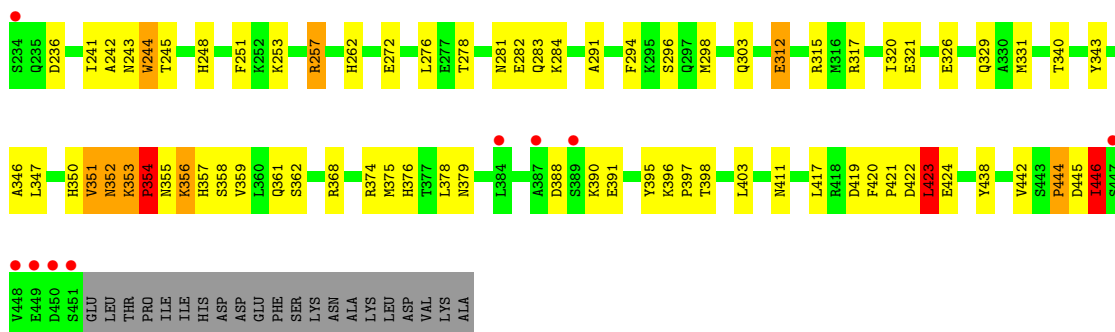 S234 Q235 D236 I241 A242 N243 W244 T245 H248 F251 K252 K253 R257 H262 E272 L276 E277 T278 N281 E282 Q283 K284 A291 F294 K295 S296 Q297 M298 Q303 E312 R315 M316 R317 I320 E321 E326 Q329 A330 M331 T340 Y343
A346 L347 H350 V351 N352 K353 P354 N355 K356 H357 S358 V359 L360 Q361 S362 R368 R374 M375 H376 T377 L378 N379 L384 A387 D388 S389 K390 E391 Y395 K396 P397 T398 L403 N411 L417 R418 D419 F420 P421 D422 L423 E424 Y438 V442 S443 P444 D445 I446 S447
V448 E449 D450 S451 GLU LEU THR PRO ILE ILE HIS ASP ASP GLU PHE SER LYS ASN ALA LYS LEU ASP VAL LYS ALA